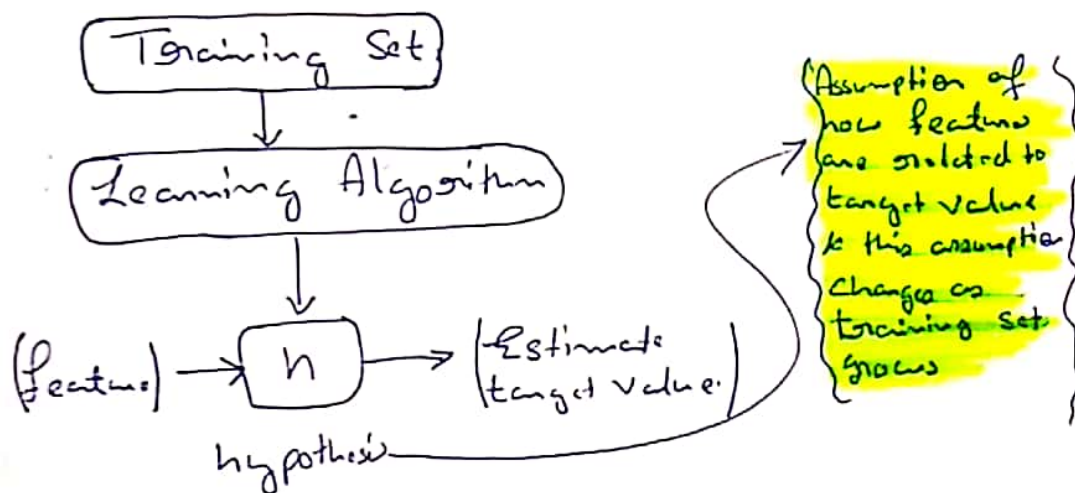 Training Set
Learning Algorithm
(feature)
h
(Estimate
target value.)
hypothesis
Assumption of
how features
are related to
target value
& this assumption
changes as
training set
grows